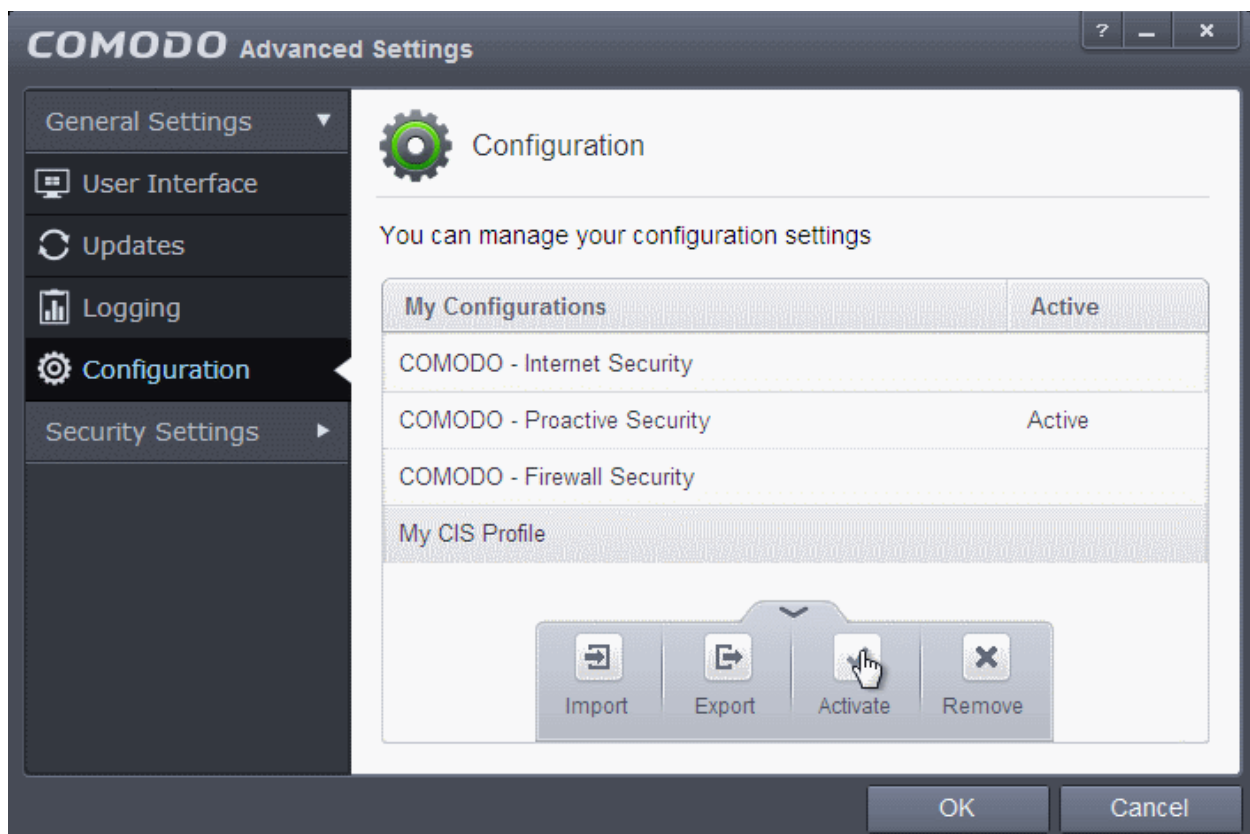 COMODO Advanced Settings
?
General Settings
User Interface
Updates
Logging
Configuration
Security Settings
Configuration
You can manage your configuration settings
My Configurations Active
COMODO - Internet Security
COMODO - Proactive Security Active
COMODO - Firewall Security
My CIS Profile
Import Export Activate Remove
OK Cancel